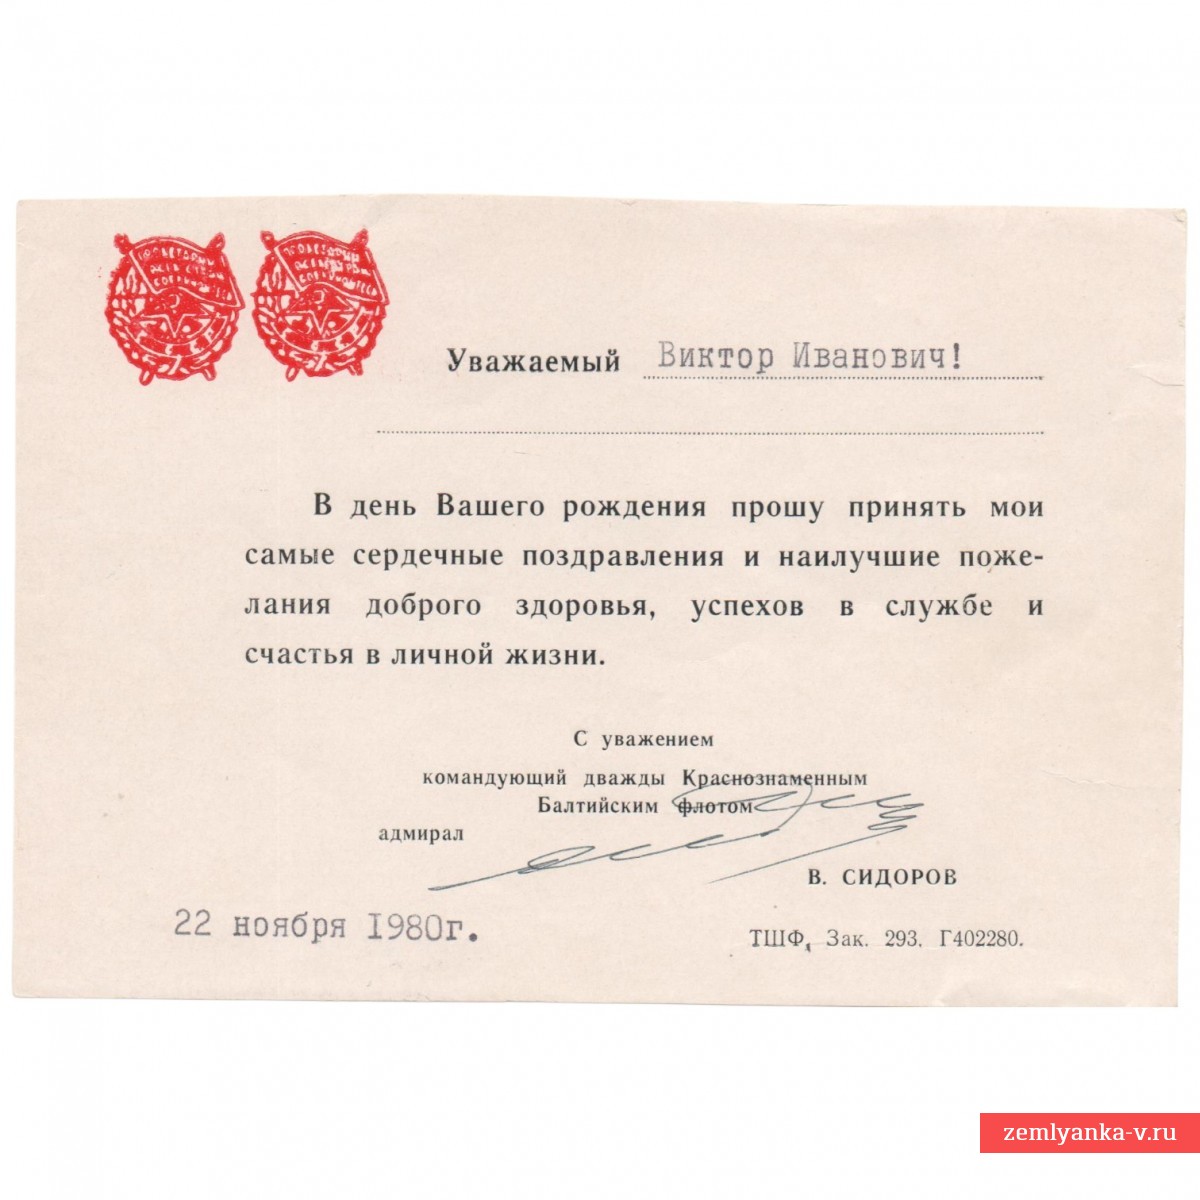 Уважаемый Виктор Иванович!
В день Вашего рождения прошу принять мои
самые сердечные поздравления и наилучшие поже-
лания доброго здоровья, успехов в службе и
счастья в личной жизни.
С уважением
командующий дважды Краснознаменным
Балтийским флотом
адмирал
В. СИДОРОВ
22 ноября 1980г.
ТШФ, Зак. 293. Г402280.
zemlyanka-v.ru